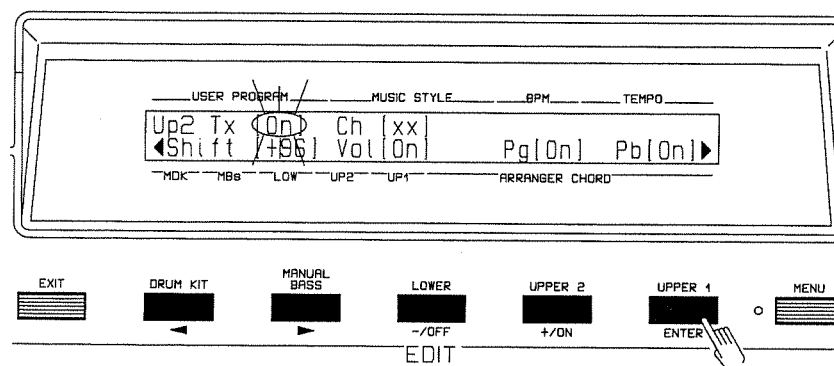 USER PROGRAM MUSIC STYLE BPM TEMPO
Up2 Tx [On] Ch [xx]
◀Shift [+96] Vol[On] Pg[On] Pb[On]▶
MDK MBs LOW UP2 UP1 ARRANGER CHORD
EXIT DRUM KIT MANUAL BASS LOWER UPPER 2 UPPER 1 MENU
◄ ► -/OFF +/ON ENTER
EDIT